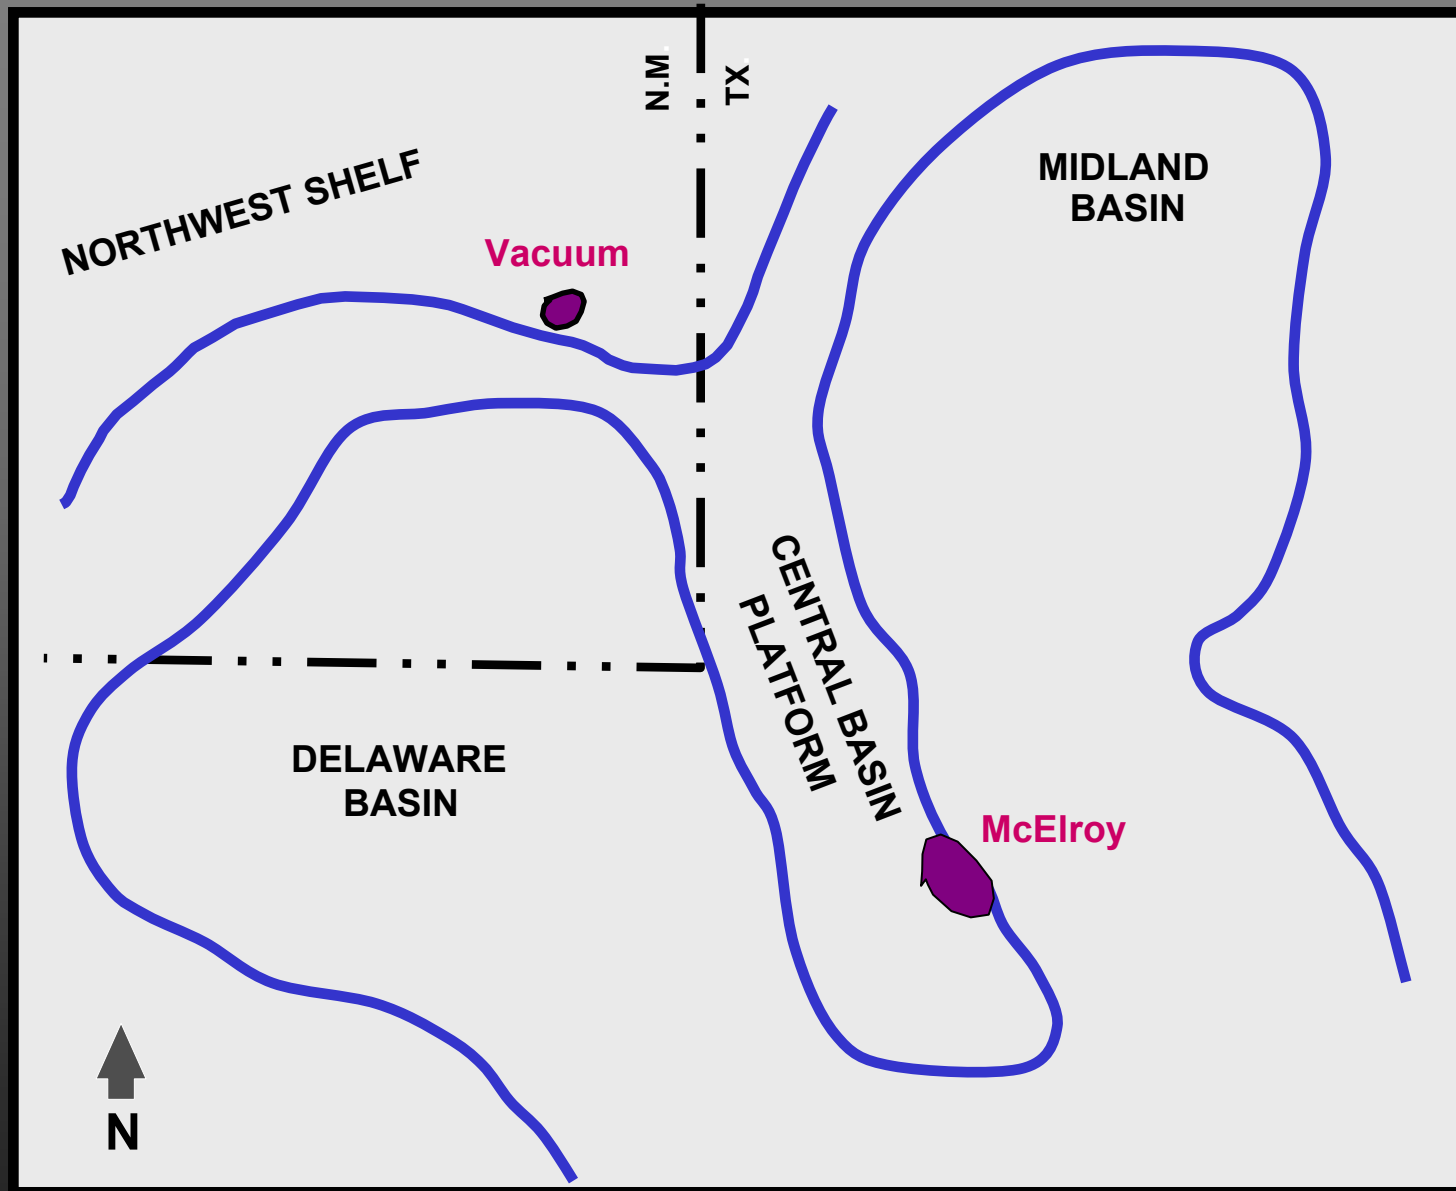 N.M.
TX.
NORTHWEST SHELF
Vacuum
MIDLAND
BASIN
CENTRAL BASIN
PLATFORM
DELAWARE
BASIN
McElroy
N